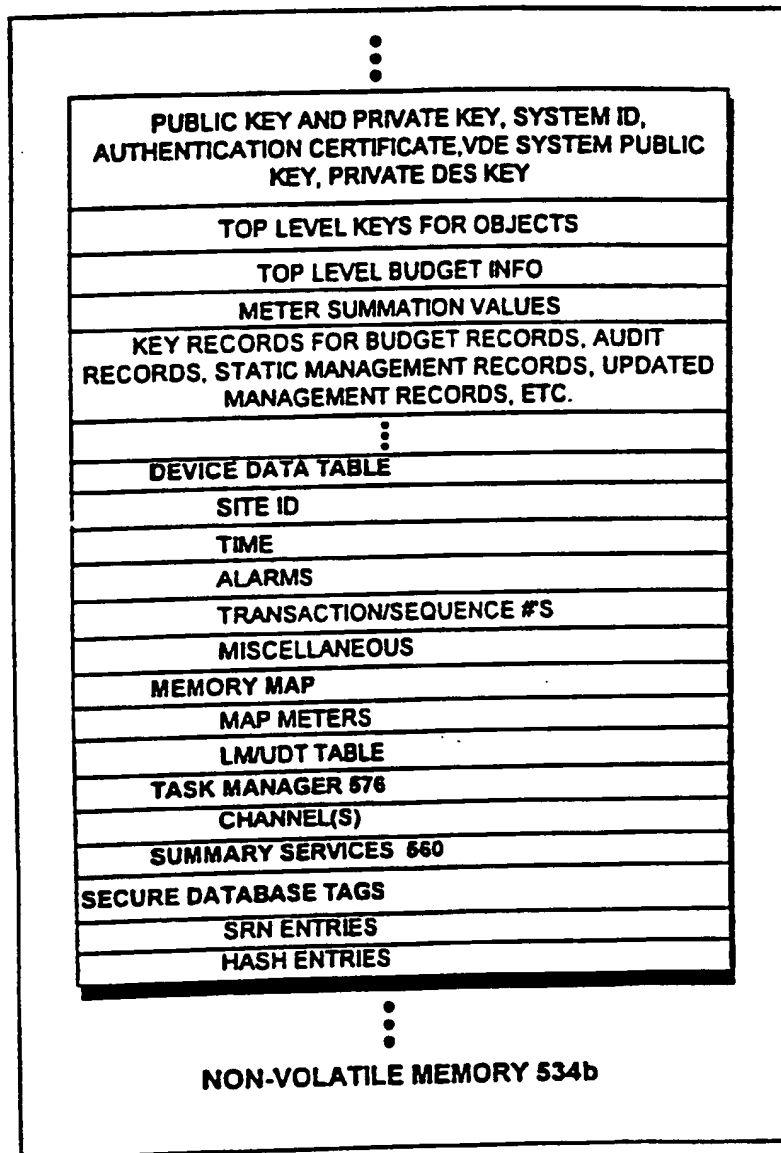 PUBLIC KEY AND PRIVATE KEY, SYSTEM ID,
AUTHENTICATION CERTIFICATE,VDE SYSTEM PUBLIC
KEY, PRIVATE DES KEY
TOP LEVEL KEYS FOR OBJECTS
TOP LEVEL BUDGET INFO
METER SUMMATION VALUES
KEY RECORDS FOR BUDGET RECORDS, AUDIT
RECORDS, STATIC MANAGEMENT RECORDS, UPDATED
MANAGEMENT RECORDS, ETC.
DEVICE DATA TABLE
SITE ID
TIME
ALARMS
TRANSACTION/SEQUENCE #'S
MISCELLANEOUS
MEMORY MAP
MAP METERS
LM/UDT TABLE
TASK MANAGER 576
CHANNEL(S)
SUMMARY SERVICES 560
SECURE DATABASE TAGS
SRN ENTRIES
HASH ENTRIES
NON-VOLATILE MEMORY 534b